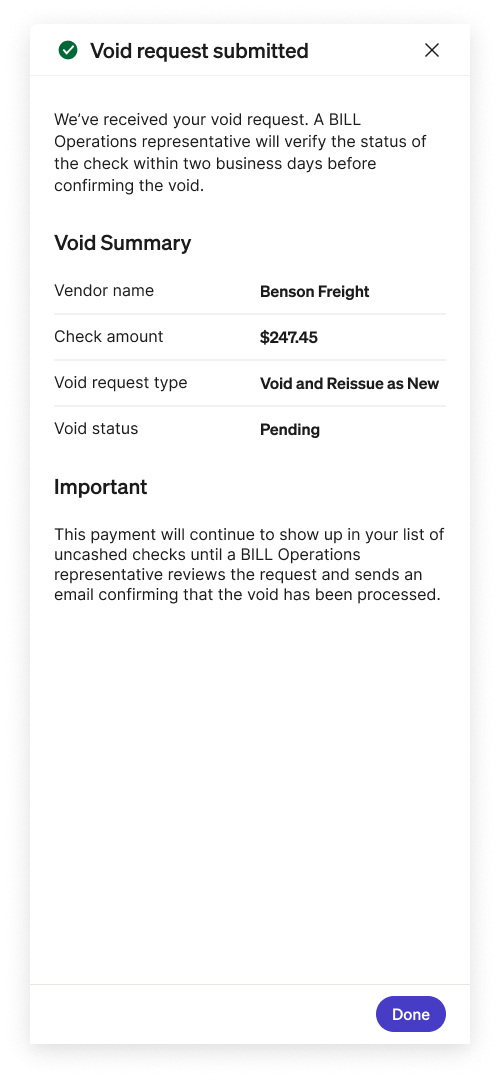 Void request submitted
We’ve received your void request. A BILL
Operations representative will verify the status of
the check within two business days before
confirming the void.
Void Summary
Vendor name Benson Freight
Check amount $247.45
Void request type Void and Reissue as New
Void status Pending
Important
This payment will continue to show up in your list of
uncashed checks until a BILL Operations
representative reviews the request and sends an
email confirming that the void has been processed.
Done